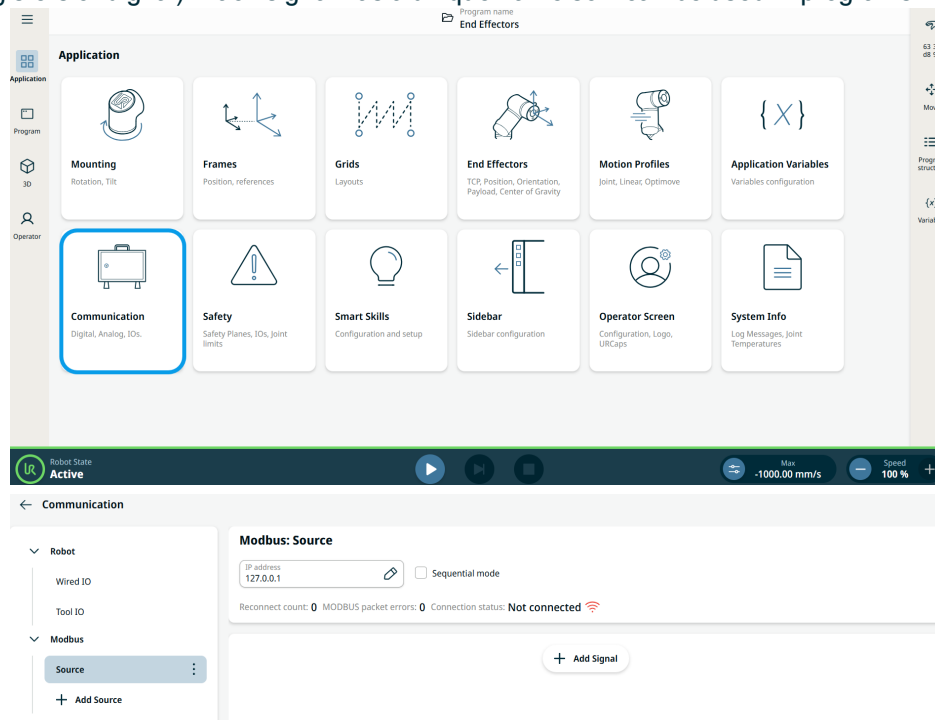 Program name
End Effectors
Application
Application
Program
3D
Operator
Mounting
Rotation, Tilt
Frames
Position, references
Grids
Layouts
End Effectors
TCP, Position, Orientation,
Payload, Center of Gravity
Motion Profiles
Joint, Linear, Optimove
Application Variables
Variables configuration
Communication
Digital, Analog, IOs.
Safety
Safety Planes, IOs, Joint
limits
Smart Skills
Configuration and setup
Sidebar
Sidebar configuration
Operator Screen
Configuration, Logo,
URCaps
System Info
Log Messages, Joint
Temperatures
Robot State
Active
Max
-1000.00 mm/s
Speed
100 %
Communication
Robot
Wired IO
Tool IO
Modbus
Source
Add Source
Modbus: Source
IP address
127.0.0.1
Sequential mode
Reconnect count: 0 MODBUS packet errors: 0 Connection status: Not connected
Add Signal